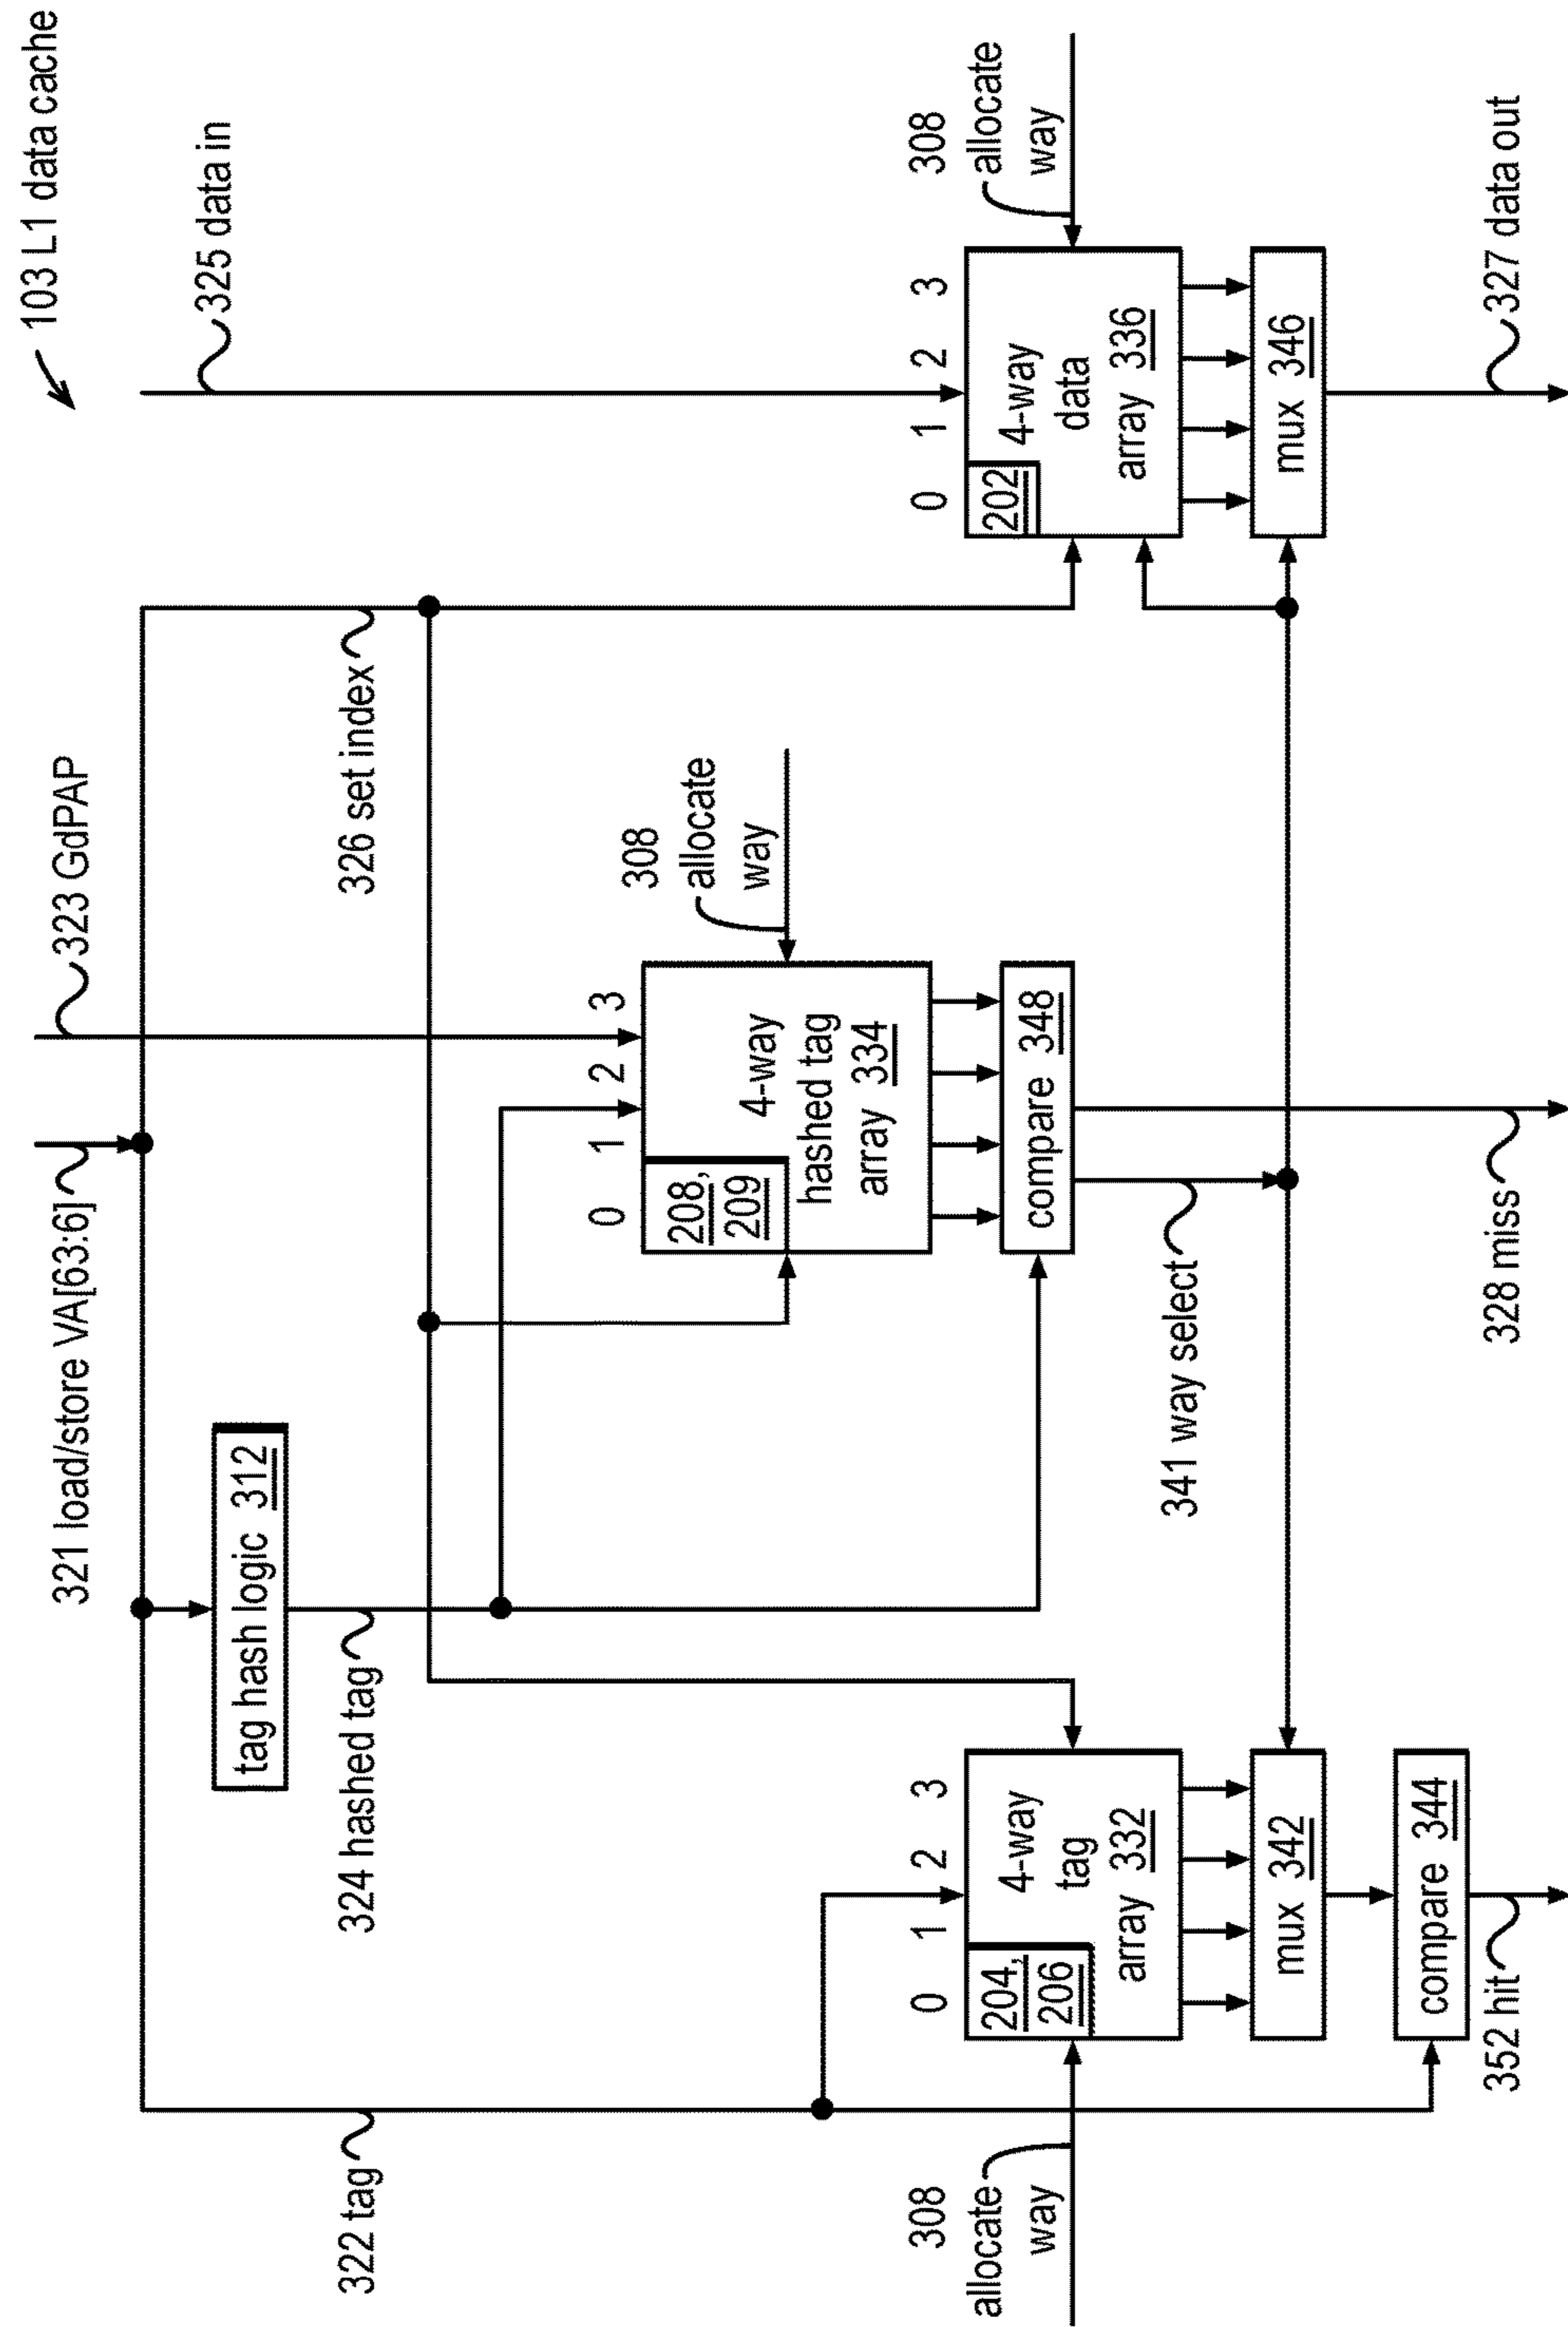 103 L1 data cache
321 load/store VA[63:6]
323 GdPAP
325 data in
tag hash logic 312
322 tag
324 hashed tag
326 set index
0 1 2 3
208,
209
4-way
hashed tag
array 334
308
allocate
way
compare 348
308
allocate
way
0 1 2 3
204,
206
4-way
tag
array 332
0 1 2 3
202
4-way
data
array 336
308
allocate
way
341 way select
mux 342
mux 346
compare 344
352 hit
328 miss
327 data out